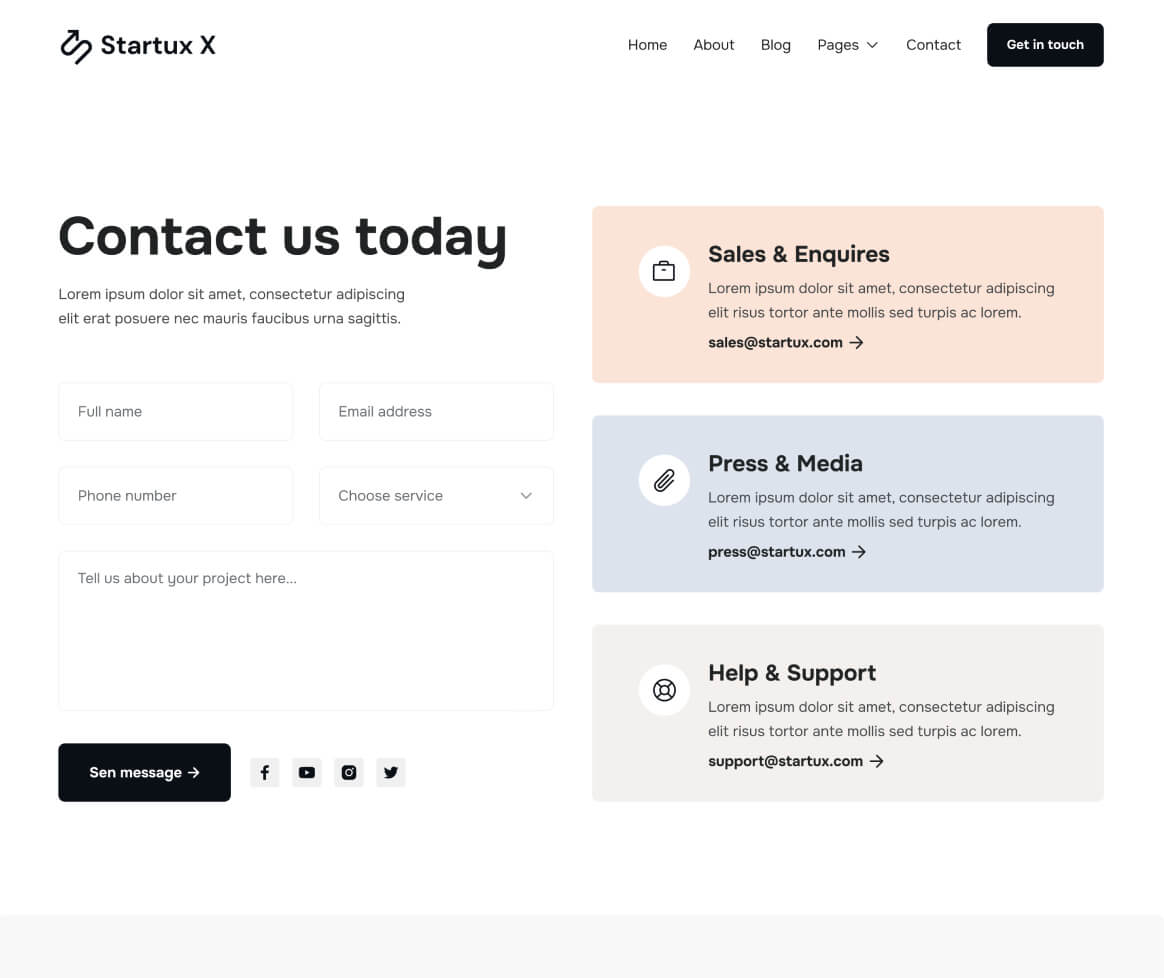 Startux X
Home
About
Blog
Pages
Contact
Get in touch
Contact us today
Lorem ipsum dolor sit amet, consectetur adipiscing
elit erat posuere nec mauris faucibus urna sagittis.
Full name
Email address
Phone number
Choose service
Tell us about your project here...
Sen message →
Sales & Enquires
Lorem ipsum dolor sit amet, consectetur adipiscing
elit risus tortor ante mollis sed turpis ac lorem.
sales@startux.com →
Press & Media
Lorem ipsum dolor sit amet, consectetur adipiscing
elit risus tortor ante mollis sed turpis ac lorem.
press@startux.com →
Help & Support
Lorem ipsum dolor sit amet, consectetur adipiscing
elit risus tortor ante mollis sed turpis ac lorem.
support@startux.com →